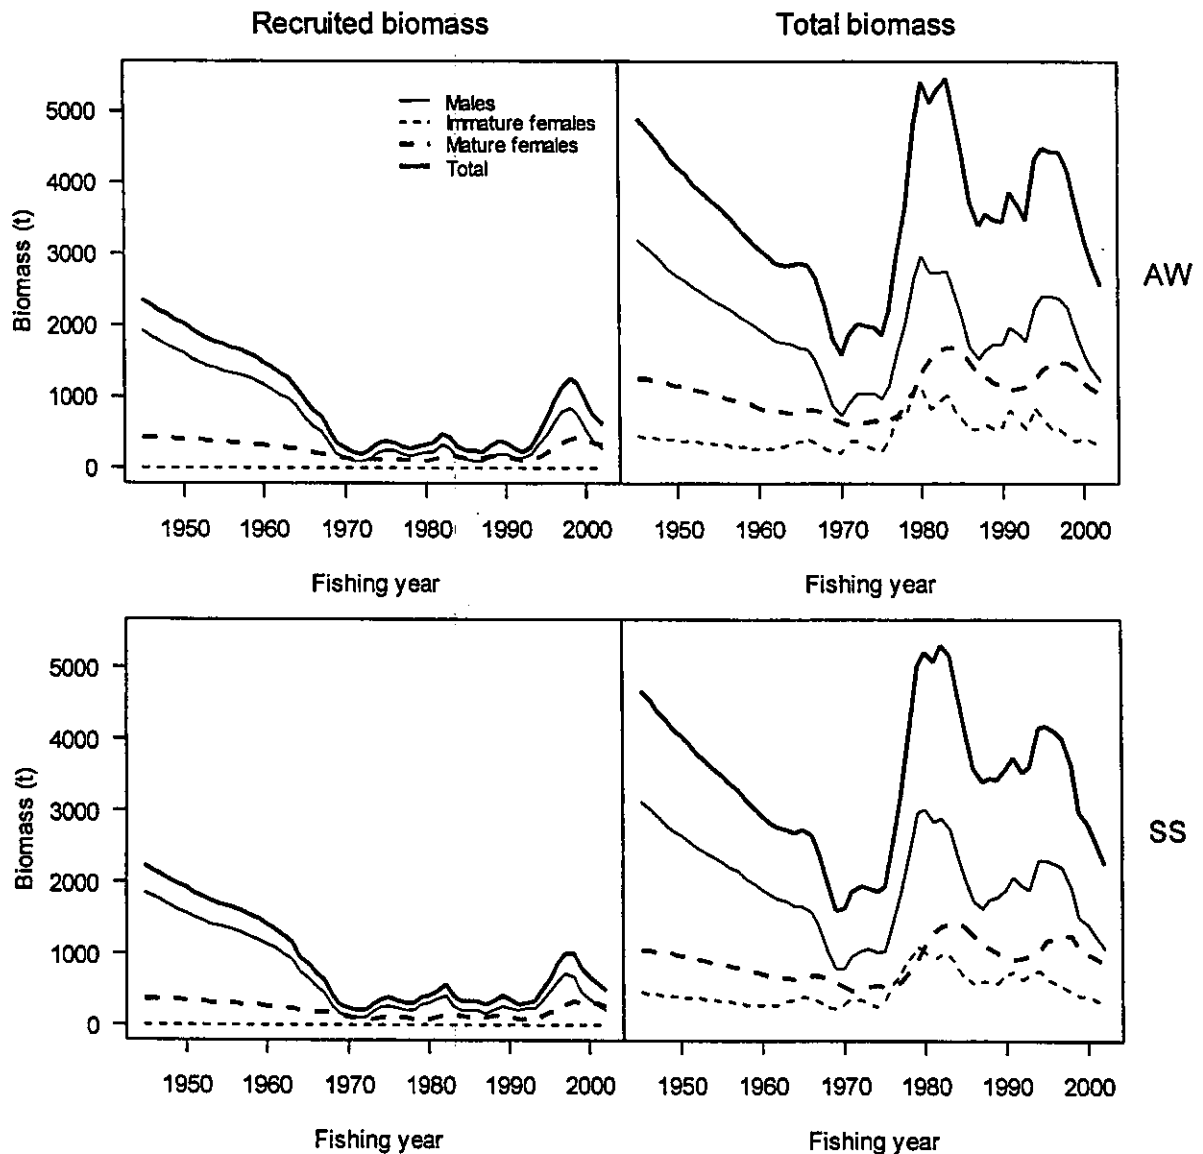 Recruited biomass
Total biomass
Biomass (t)
5000
4000
3000
2000
1000
0
Males
Immature females
Mature females
Total
AW
1950 1960 1970 1980 1990 2000
1950 1960 1970 1980 1990 2000
Fishing year
Fishing year
Biomass (t)
5000
4000
3000
2000
1000
0
SS
1950 1960 1970 1980 1990 2000
1950 1960 1970 1980 1990 2000
Fishing year
Fishing year